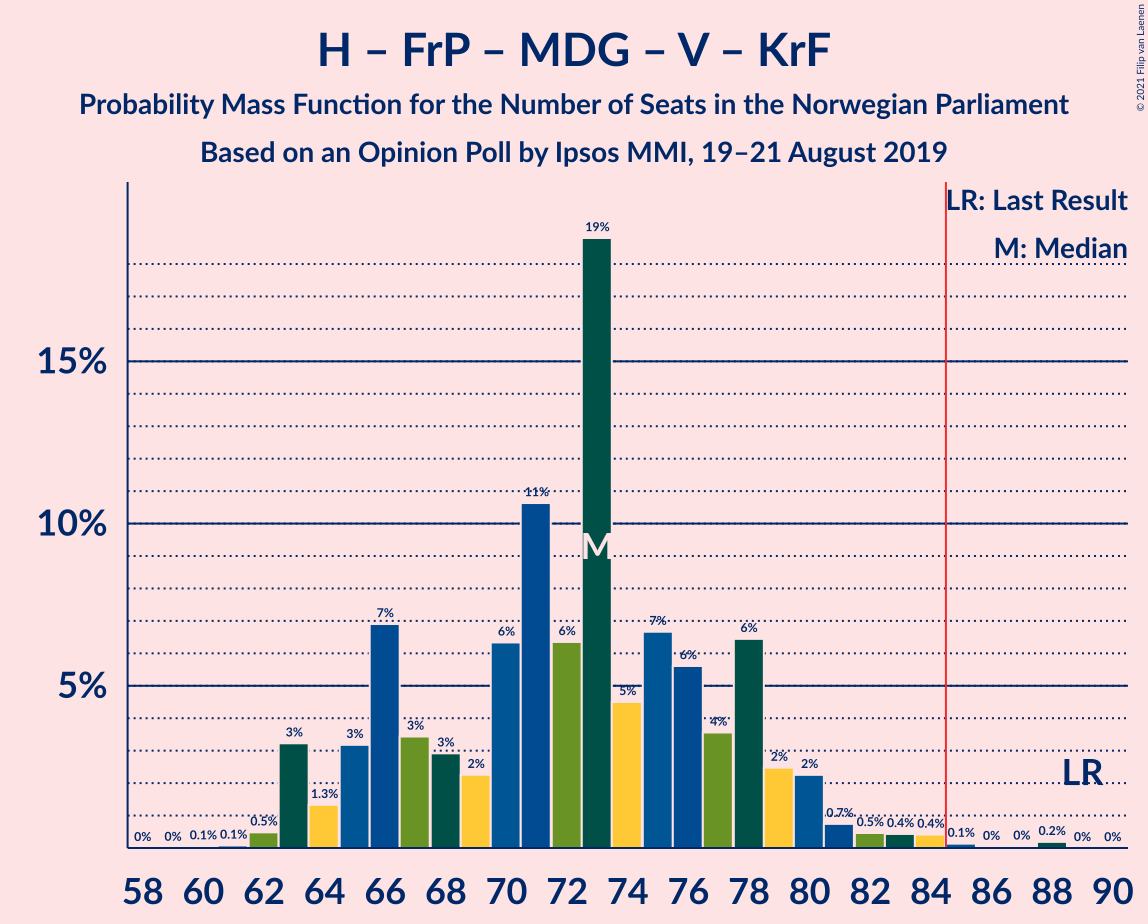 H – FrP – MDG – V – KrF
Probability Mass Function for the Number of Seats in the Norwegian Parliament
Based on an Opinion Poll by Ipsos MMI, 19–21 August 2019
© 2021 Filip van Laenen
LR: Last Result
M: Median
15%
10%
5%
0% 0% 0.1% 0.1% 0.5% 3% 1.3% 3% 7% 3% 3% 2% 6% 11% 6% 19% 5% 7% 6% 4% 6% 2% 2% 0.7% 0.5% 0.4% 0.4% 0.1% 0% 0% 0.2% 0% 0%
M
LR
58 60 62 64 66 68 70 72 74 76 78 80 82 84 86 88 90